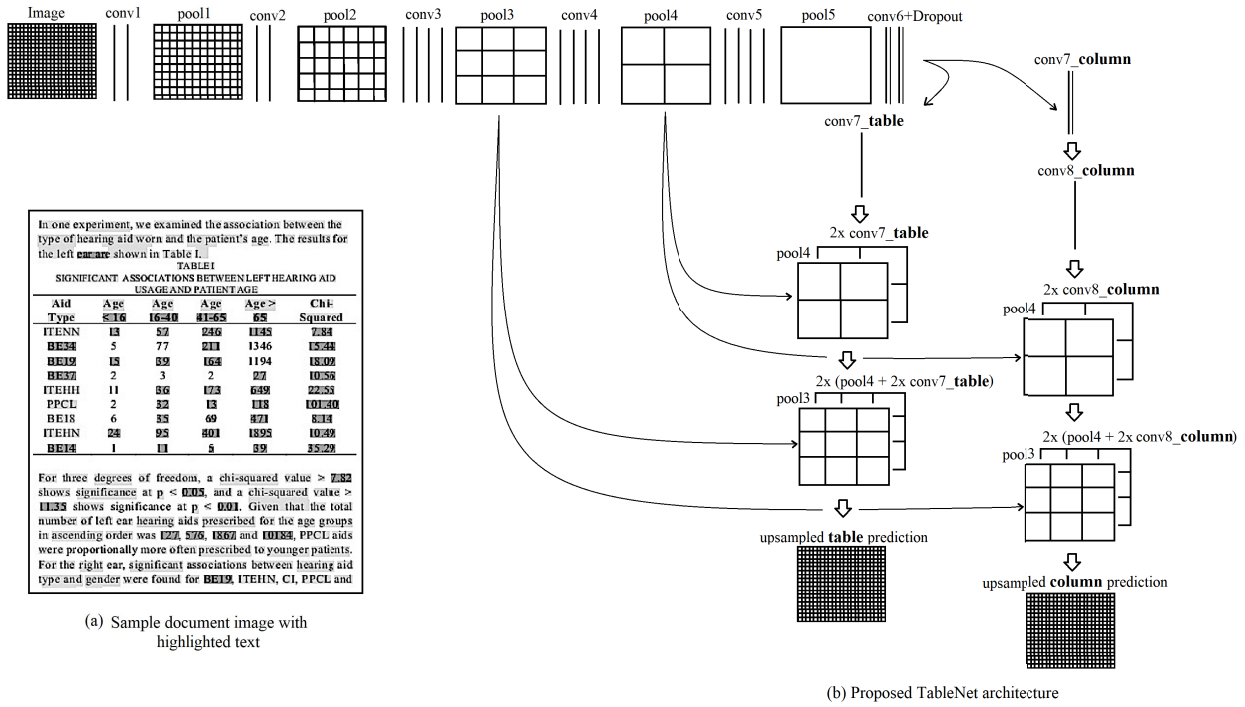 Image conv1 pool1 conv2 pool2 conv3 pool3 conv4 pool4 conv5 pool5 conv6+Dropout
conv7_column
conv7_table
conv8_column
2x conv7_table
pool4
2x conv8_column
pool4
2x (pool4 + 2x conv7_table)
pool3
2x (pool4 + 2x conv8_column)
pool3
upsampled table prediction
upsampled column prediction
(b) Proposed TableNet architecture
In one experiment, we examined the association between the
type of hearing aid worn and the patient's age. The results for
the left ear are shown in Table I.
TABLE I
SIGNIFICANT ASSOCIATIONS BETWEEN LEFT HEARING AID
USAGE AND PATIENT AGE
Aid Age Age Age Age > Chi-
Type < 16 16-40 41-65 65 Squared
ITENN 13 57 246 1145 7.84
BE34 5 77 211 1346 15.44
BE19 15 39 164 1194 18.09
BE37 2 3 2 27 10.56
ITEHH 11 36 173 649 22.55
PPCL 2 32 13 118 101.40
BE18 6 35 69 471 8.14
ITEHN 24 95 401 1895 10.49
BE14 1 11 5 39 35.29
For three degrees of freedom, a chi-squared value > 7.82
shows significance at p < 0.05, and a chi-squared value >
11.35 shows significance at p < 0.01. Given that the total
number of left ear hearing aids prescribed for the age groups
in ascending order was 127, 576, 1867 and 10184, PPCL aids
were proportionally more often prescribed to younger patients.
For the right ear, significant associations between hearing aid
type and gender were found for BE19, ITEHN, CI, PPCL and
(a) Sample document image with
highlighted text